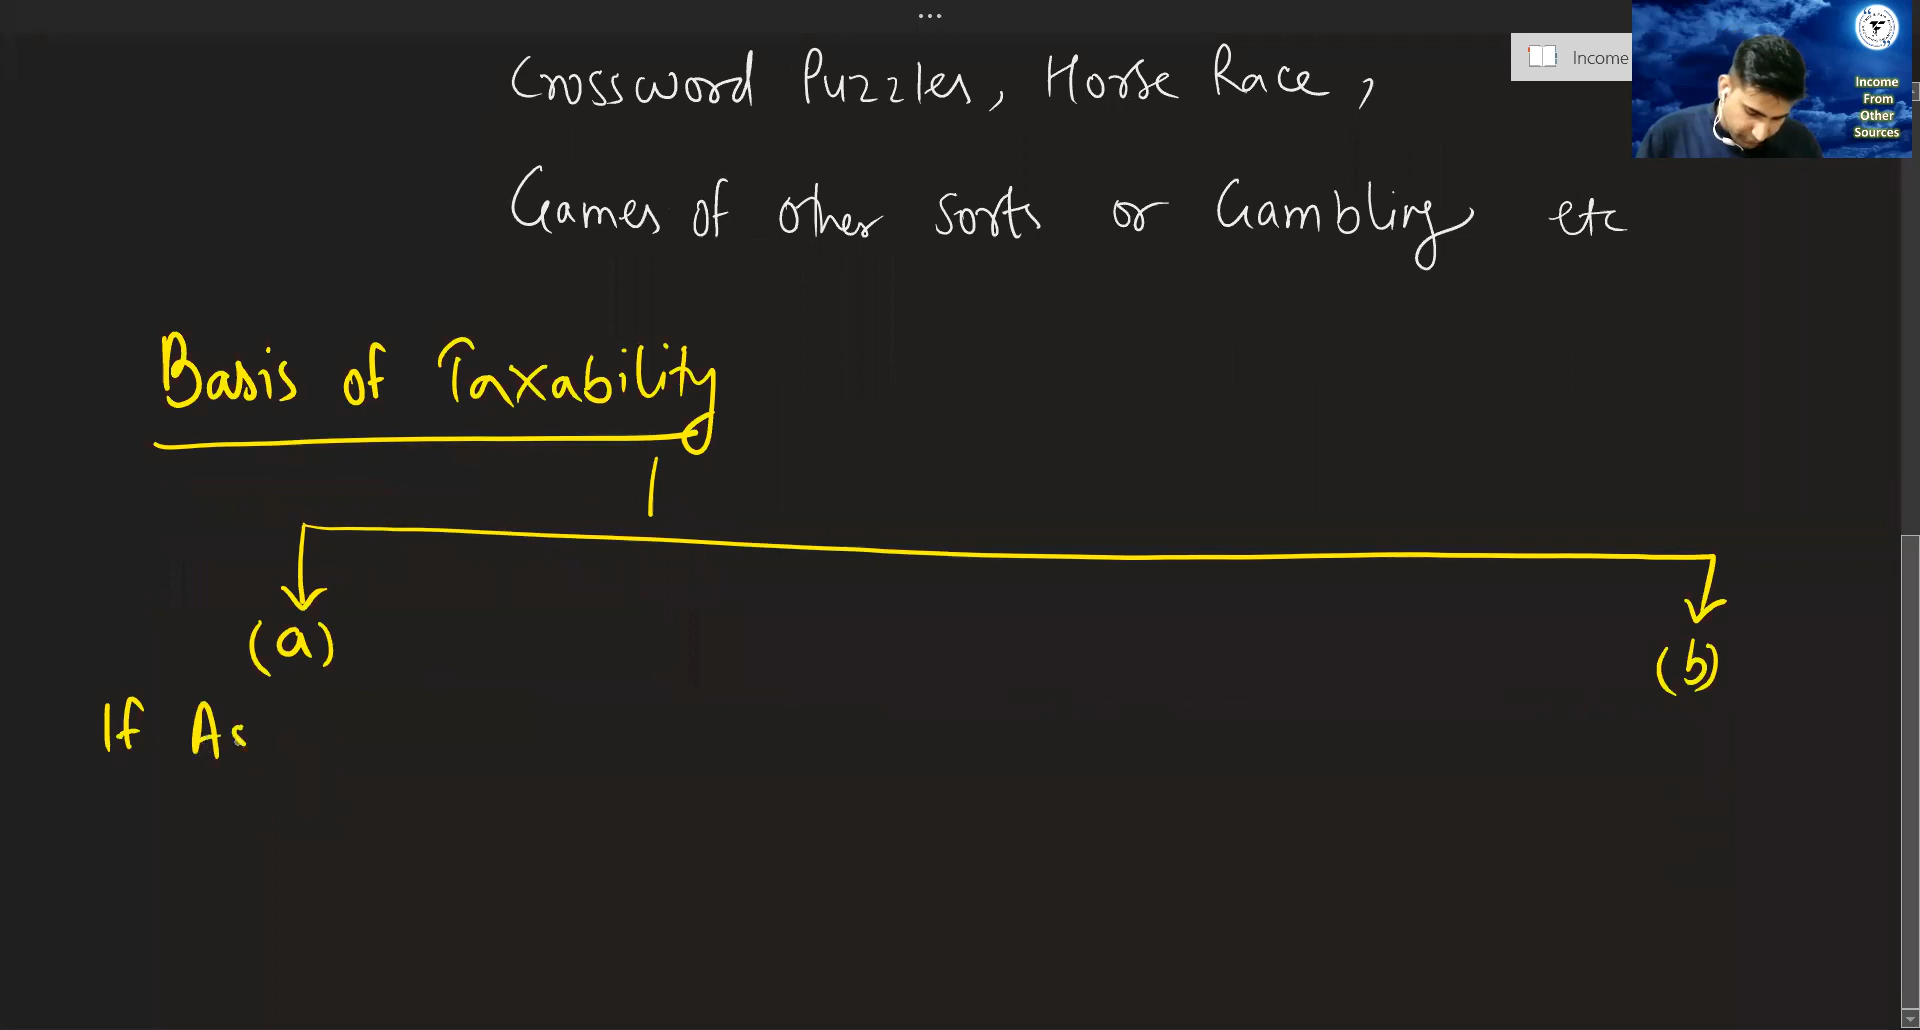 ...
Crossword Puzzles, Horse Race,
Income
Games of other sorts or Gambling etc
Income
From
Other
Sources
Basis of Taxability
(a)
(b)
If As